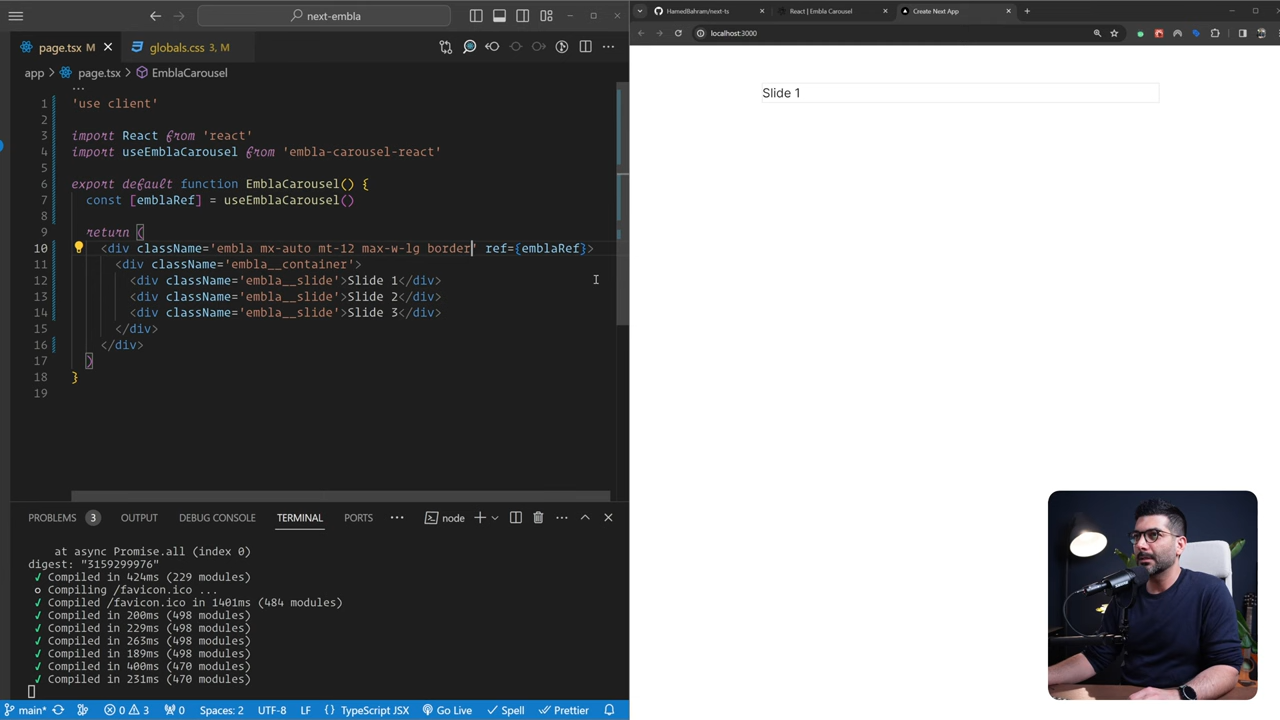 next-embla
page.tsx M
globals.css 3, M
app > page.tsx > EmblaCarousel
...
1 'use client'
2
3 import React from 'react'
4 import useEmblaCarousel from 'embla-carousel-react'
5
6 export default function EmblaCarousel() {
7 const [emblaRef] = useEmblaCarousel()
8
9 return (
10 <div className='embla mx-auto mt-12 max-w-lg border' ref={emblaRef}>
11 <div className='embla__container'>
12 <div className='embla__slide'>Slide 1</div>
13 <div className='embla__slide'>Slide 2</div>
14 <div className='embla__slide'>Slide 3</div>
15 </div>
16 </div>
17 )
18 }
19
PROBLEMS 3 OUTPUT DEBUG CONSOLE TERMINAL PORTS ... node
at async Promise.all (index 0)
digest: "3159299976"
✓ Compiled in 424ms (229 modules)
○ Compiling /favicon.ico ...
✓ Compiled /favicon.ico in 1401ms (484 modules)
✓ Compiled in 200ms (498 modules)
✓ Compiled in 229ms (498 modules)
✓ Compiled in 263ms (498 modules)
✓ Compiled in 189ms (498 modules)
✓ Compiled in 400ms (470 modules)
✓ Compiled in 231ms (470 modules)
main* 0 3 0 Spaces: 2 UTF-8 LF { } TypeScript JSX Go Live Spell Prettier
HamedBahram/next-ts
React | Embla Carousel
Create Next App
localhost:3000
Slide 1